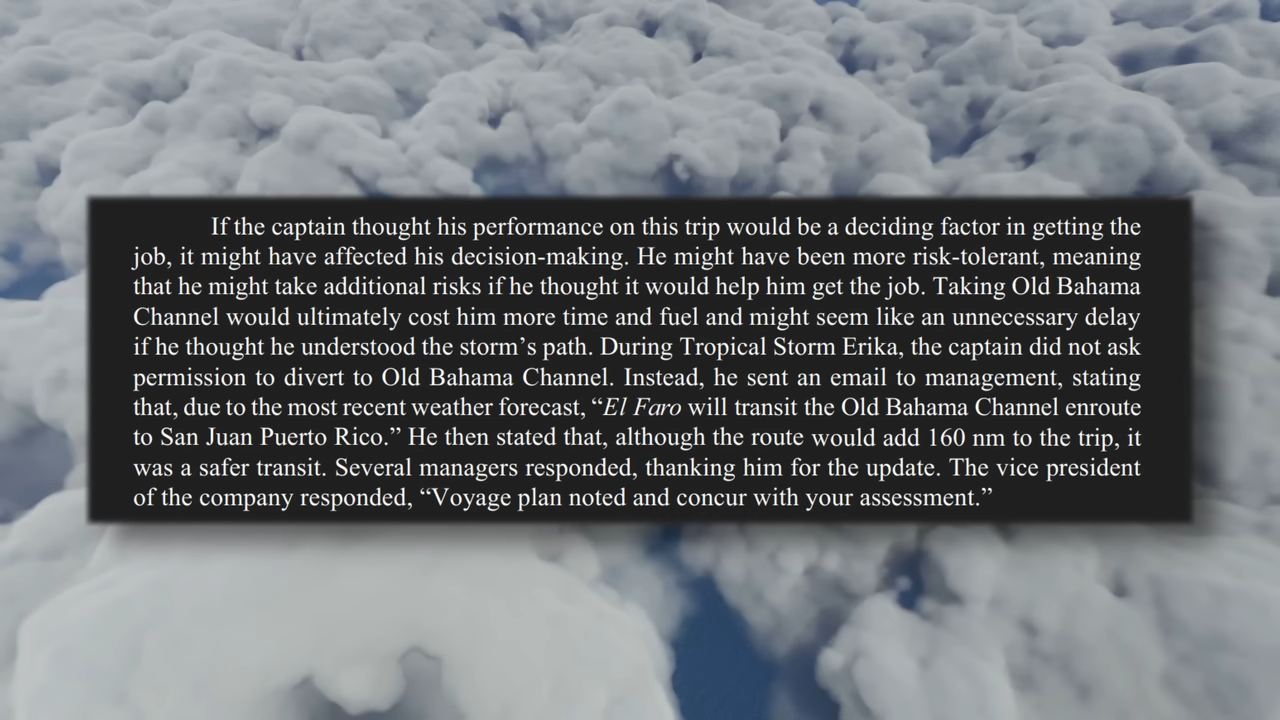 If the captain thought his performance on this trip would be a deciding factor in getting the
job, it might have affected his decision-making. He might have been more risk-tolerant, meaning
that he might take additional risks if he thought it would help him get the job. Taking Old Bahama
Channel would ultimately cost him more time and fuel and might seem like an unnecessary delay
if he thought he understood the storm’s path. During Tropical Storm Erika, the captain did not ask
permission to divert to Old Bahama Channel. Instead, he sent an email to management, stating
that, due to the most recent weather forecast, “El Faro will transit the Old Bahama Channel enroute
to San Juan Puerto Rico.” He then stated that, although the route would add 160 nm to the trip, it
was a safer transit. Several managers responded, thanking him for the update. The vice president
of the company responded, “Voyage plan noted and concur with your assessment.”